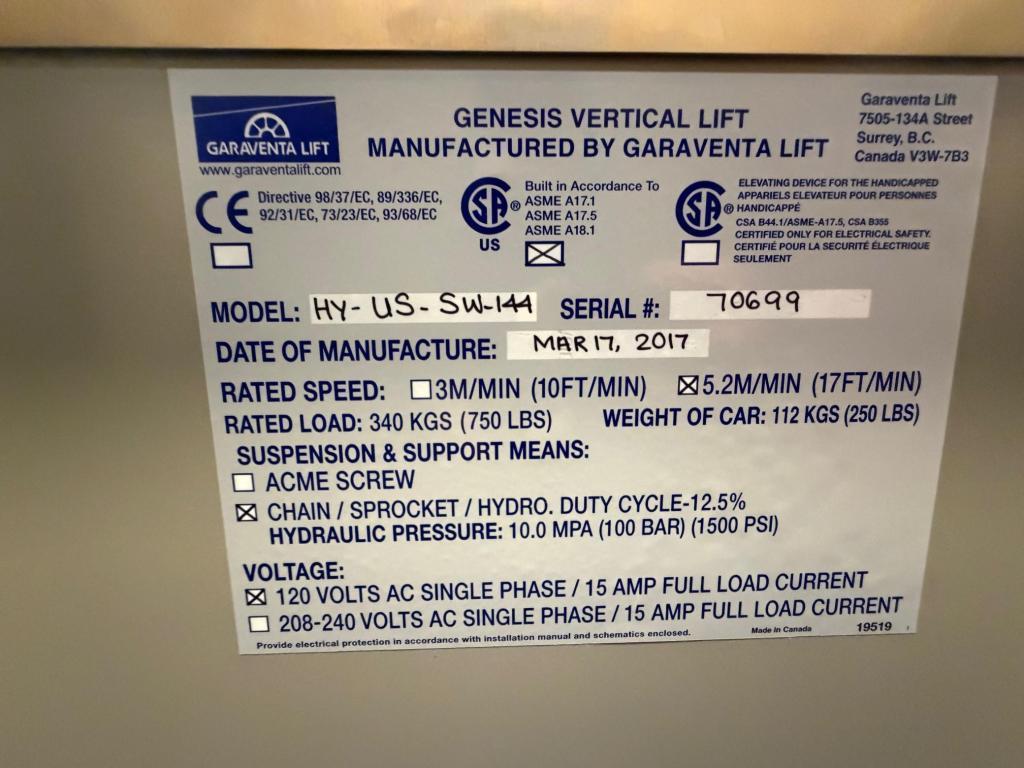 GARAVENTA LIFT
www.garaventalift.com
GENESIS VERTICAL LIFT
MANUFACTURED BY GARAVENTA LIFT
Garaventa Lift
7505-134A Street
Surrey, B.C.
Canada V3W-7B3
CE Directive 98/37/EC, 89/336/EC,
92/31/EC, 73/23/EC, 93/68/EC
SA ®
US
Built in Accordance To
ASME A17.1
ASME A17.5
ASME A18.1
SA ®
ELEVATING DEVICE FOR THE HANDICAPPED
APPARIELS ELEVATEUR POUR PERSONNES
HANDICAPPÉ
CSA B44.1/ASME-A17.5, CSA B355
CERTIFIED ONLY FOR ELECTRICAL SAFETY.
CERTIFIÉ POUR LA SECURITÉ ÉLECTRIQUE
SEULEMENT
MODEL: HY-US-SW-144 SERIAL #: 70699
DATE OF MANUFACTURE: MAR 17, 2017
RATED SPEED: ☐3M/MIN (10FT/MIN) ☒5.2M/MIN (17FT/MIN)
RATED LOAD: 340 KGS (750 LBS) WEIGHT OF CAR: 112 KGS (250 LBS)
SUSPENSION & SUPPORT MEANS:
☐ ACME SCREW
☒ CHAIN / SPROCKET / HYDRO. DUTY CYCLE-12.5%
HYDRAULIC PRESSURE: 10.0 MPA (100 BAR) (1500 PSI)
VOLTAGE:
☒ 120 VOLTS AC SINGLE PHASE / 15 AMP FULL LOAD CURRENT
☐ 208-240 VOLTS AC SINGLE PHASE / 15 AMP FULL LOAD CURRENT
Provide electrical protection in accordance with installation manual and schematics enclosed. Made in Canada 19519